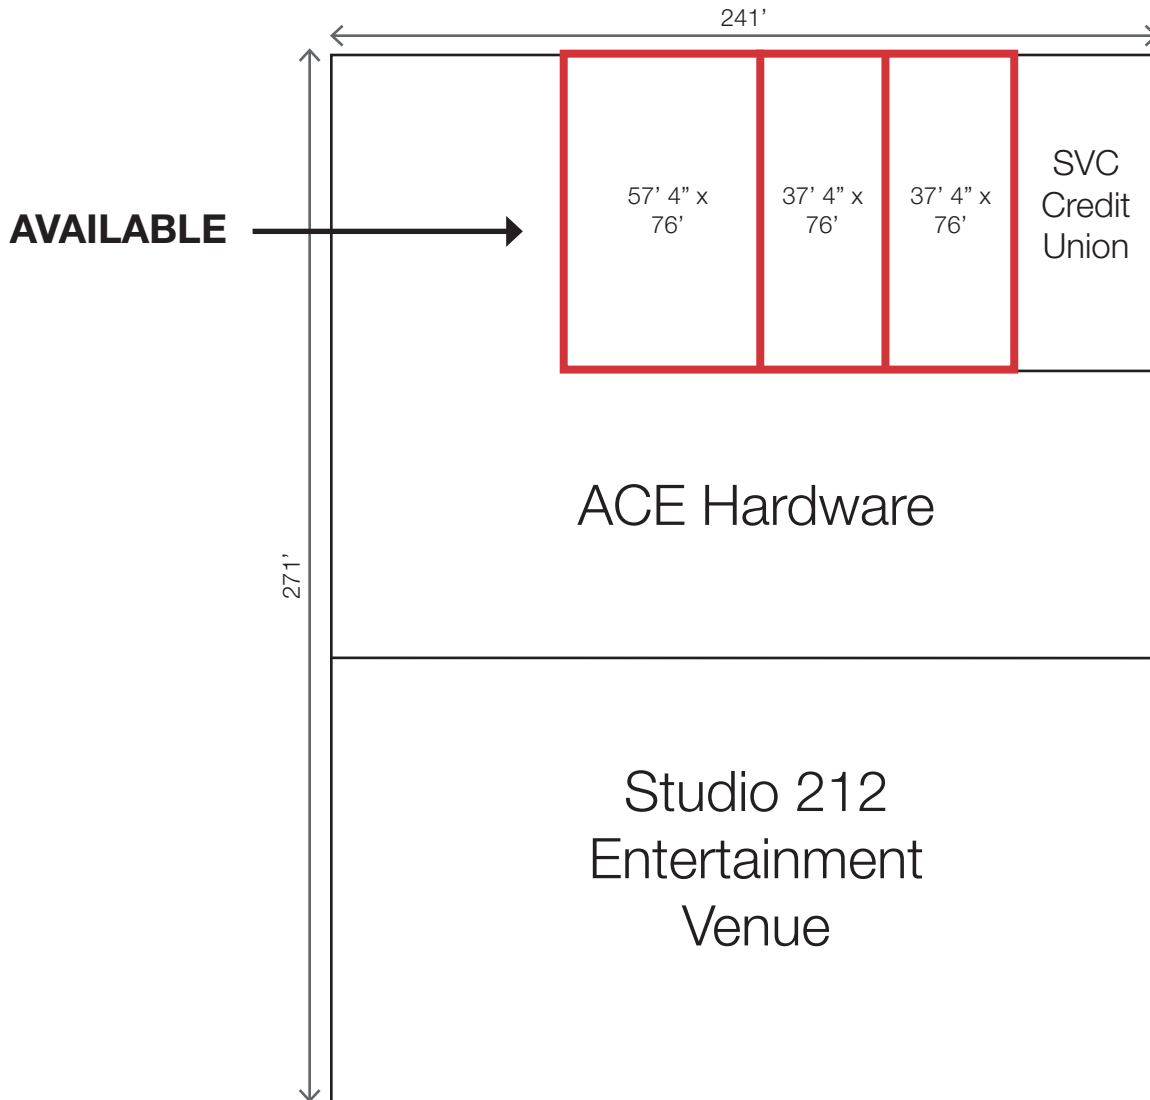 241’
AVAILABLE
57’ 4” x
76’
37’ 4” x
76’
37’ 4” x
76’
SVC
Credit
Union
271’
ACE Hardware
Studio 212
Entertainment
Venue